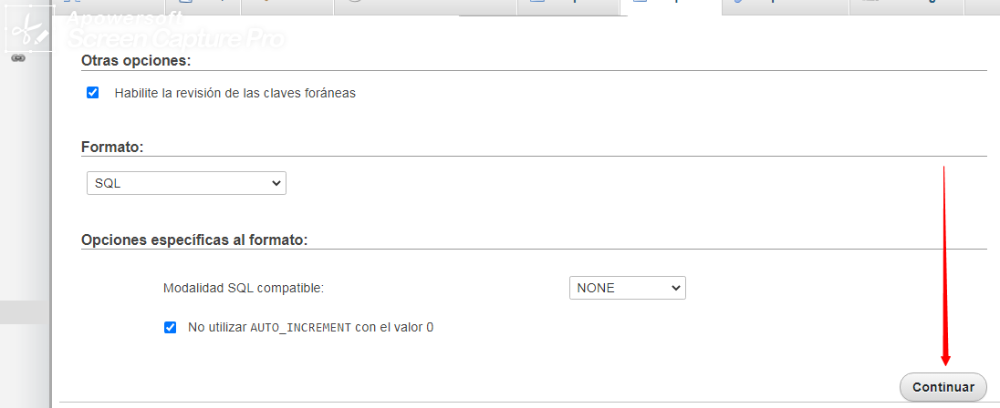 Apowersoft
Screen Capture Pro
Otras opciones:
Habilite la revisión de las claves foráneas
Formato:
SQL
Opciones específicas al formato:
Modalidad SQL compatible:
NONE
No utilizar AUTO_INCREMENT con el valor 0
Continuar